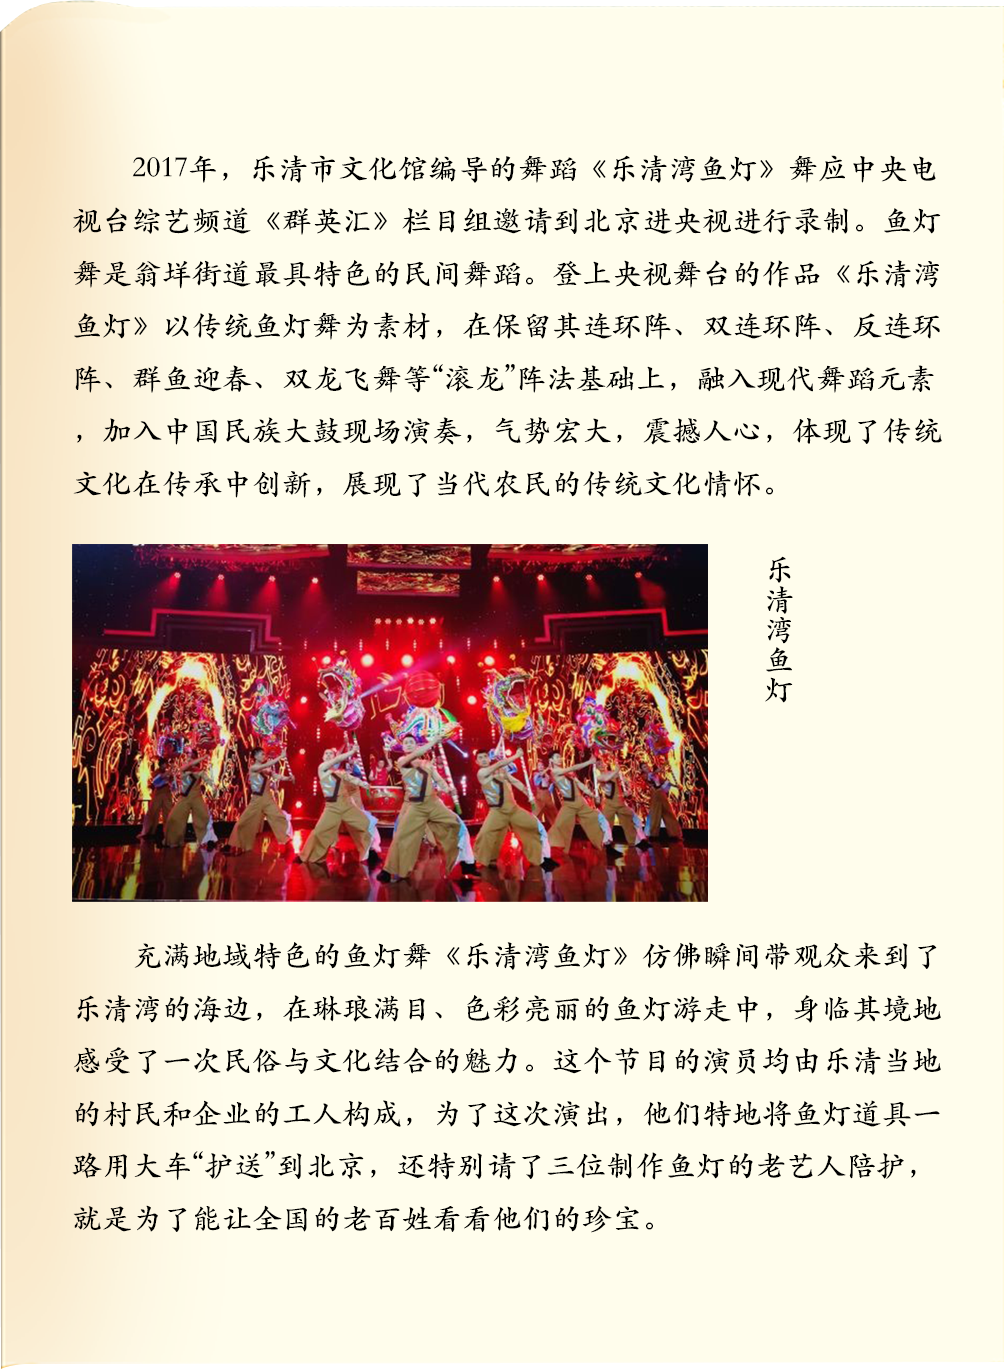 2017年，乐清市文化馆编导的舞蹈《乐清湾鱼灯》舞应中央电
视台综艺频道《群英汇》栏目组邀请到北京进央视进行录制。鱼灯
舞是翁垟街道最具特色的民间舞蹈。登上央视舞台的作品《乐清湾
鱼灯》以传统鱼灯舞为素材，在保留其连环阵、双连环阵、反连环
阵、群鱼迎春、双龙飞舞等“滚龙”阵法基础上，融入现代舞蹈元素
，加入中国民族大鼓现场演奏，气势宏大，震撼人心，体现了传统
文化在传承中创新，展现了当代农民的传统文化情怀。
乐清湾鱼灯
充满地域特色的鱼灯舞《乐清湾鱼灯》仿佛瞬间带观众来到了
乐清湾的海边，在琳琅满目、色彩亮丽的鱼灯游走中，身临其境地
感受了一次民俗与文化结合的魅力。这个节目的演员均由乐清当地
的村民和企业的工人构成，为了这次演出，他们特地将鱼灯道具一
路用大车“护送”到北京，还特别请了三位制作鱼灯的老艺人陪护，
就是为了能让全国的老百姓看看他们的珍宝。